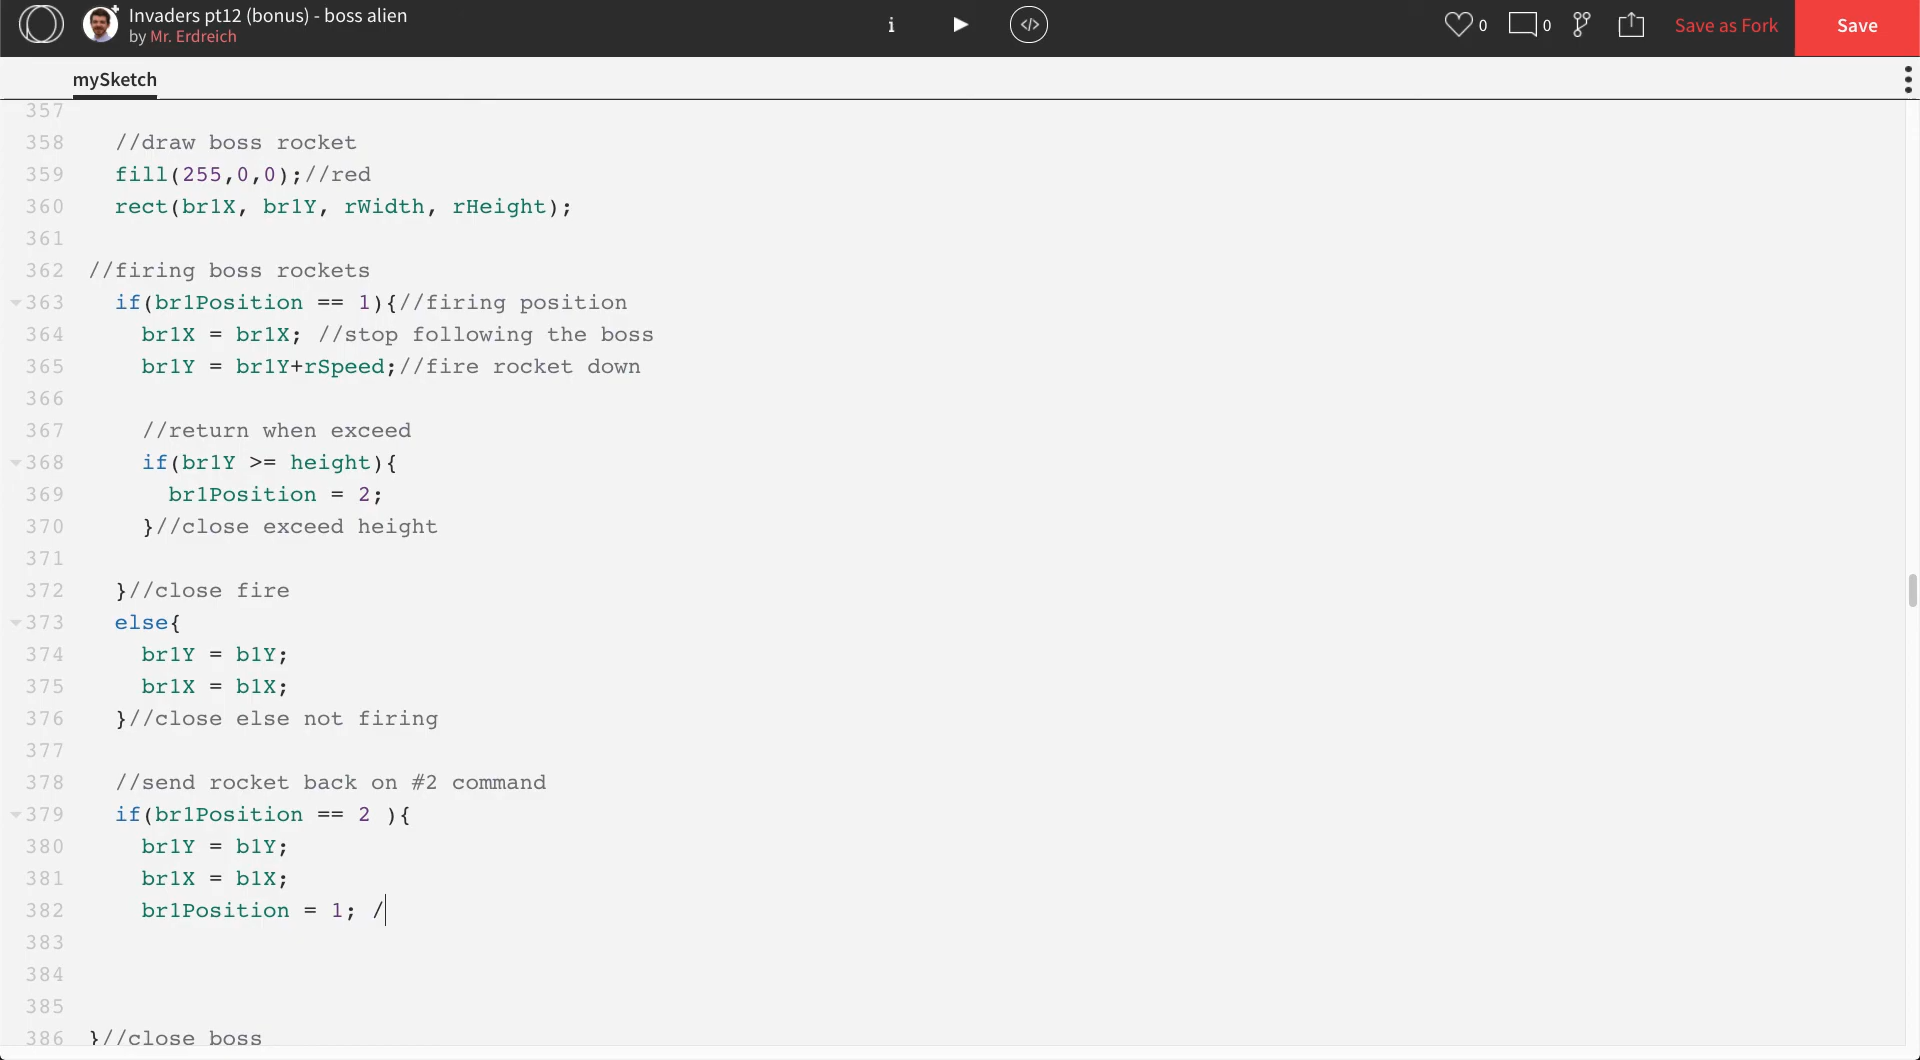 Invaders pt12 (bonus) - boss alien
by Mr. Erdreich
i
</>
0
0
Save as Fork
Save
mySketch
357
358 //draw boss rocket
359 fill(255,0,0);//red
360 rect(br1X, br1Y, rWidth, rHeight);
361
362 //firing boss rockets
363 if(br1Position == 1){//firing position
364 br1X = br1X; //stop following the boss
365 br1Y = br1Y+rSpeed;//fire rocket down
366
367 //return when exceed
368 if(br1Y >= height){
369 br1Position = 2;
370 }//close exceed height
371
372 }//close fire
373 else{
374 br1Y = b1Y;
375 br1X = b1X;
376 }//close else not firing
377
378 //send rocket back on #2 command
379 if(br1Position == 2 ){
380 br1Y = b1Y;
381 br1X = b1X;
382 br1Position = 1; /
383
384
385
386 }//close boss